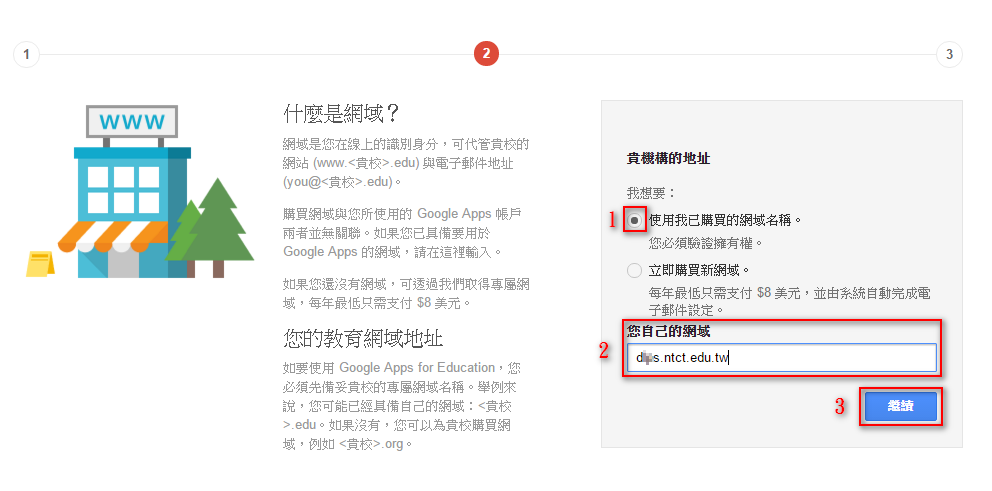 1
2
3
WWW
什麼是網域？
網域是您在線上的識別身分，可代管貴校的
網站 (www.<貴校>.edu) 與電子郵件地址
(you@<貴校>.edu)。
購買網域與您所使用的 Google Apps 帳戶
兩者並無關聯。如果您已具備要用於
Google Apps 的網域，請在這裡輸入。
如果您還沒有網域，可透過我們取得專屬網
域，每年最低只需支付 $8 美元。
您的教育網域地址
如要使用 Google Apps for Education，您
必須先備妥貴校的專屬網域名稱。舉例來
說，您可能已經具備自己的網域：<貴校
>.edu。如果沒有，您可以為貴校購買網
域，例如 <貴校>.org。
貴機構的地址
我想要：
1
使用我已購買的網域名稱。
您必須驗證擁有權。
立即購買新網域。
每年最低只需支付 $8 美元，並由系統自動完成電
子郵件設定。
您自己的網域
2
.ntct.edu.tw
3
繼續